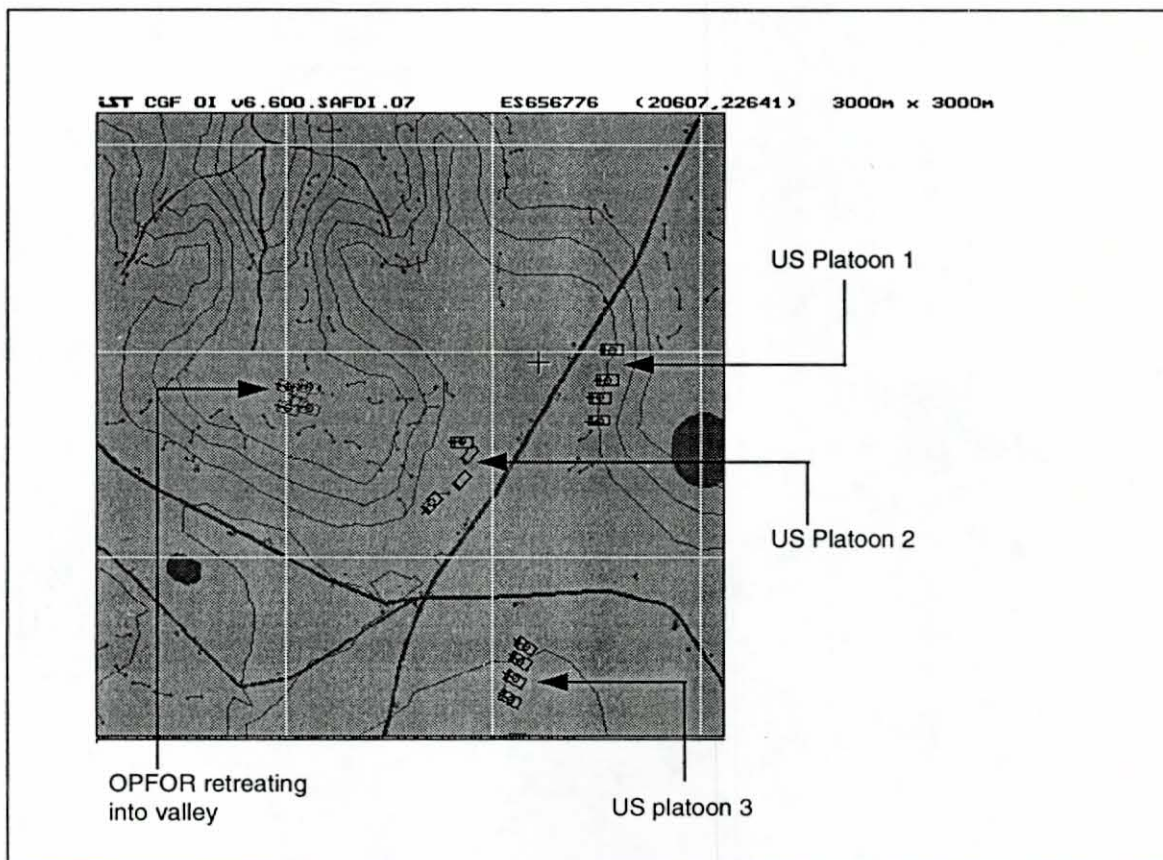 iST CGF OI v6.600.SAFDI.07 ES656776 (20607,22641) 3000m x 3000m
US Platoon 1
US Platoon 2
OPFOR retreating
into valley
US platoon 3